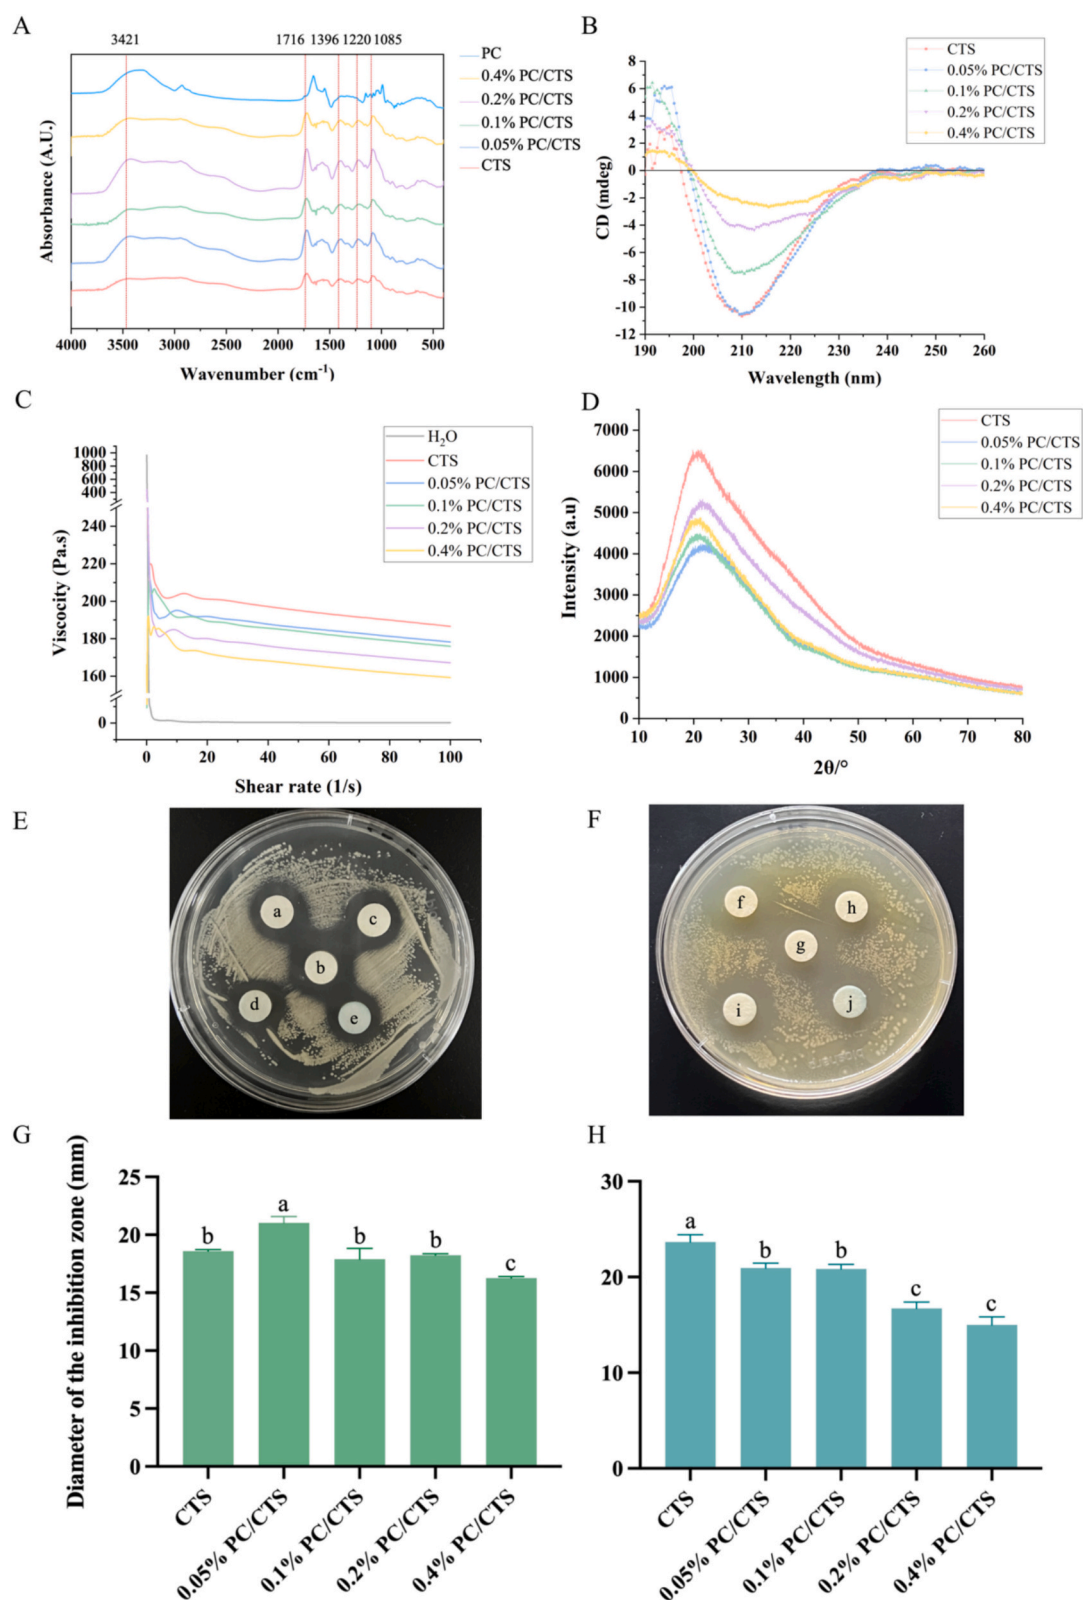 A
3421 1716 1396 1220 1085
PC
0.4% PC/CTS
0.2% PC/CTS
0.1% PC/CTS
0.05% PC/CTS
CTS
Absorbance (A.U.)
4000 3500 3000 2500 2000 1500 1000 500
Wavenumber (cm⁻¹)
B
CTS
0.05% PC/CTS
0.1% PC/CTS
0.2% PC/CTS
0.4% PC/CTS
8
6
4
2
0
-2
-4
-6
-8
-10
-12
CD (mdeg)
190 200 210 220 230 240 250 260
Wavelength (nm)
C
H₂O
CTS
0.05% PC/CTS
0.1% PC/CTS
0.2% PC/CTS
0.4% PC/CTS
1000
800
600
400
240
220
200
180
160
0
Viscocity (Pa.s)
0 20 40 60 80 100
Shear rate (1/s)
D
CTS
0.05% PC/CTS
0.1% PC/CTS
0.2% PC/CTS
0.4% PC/CTS
7000
6000
5000
4000
3000
2000
1000
0
Intensity (a.u)
10 20 30 40 50 60 70 80
2θ/°
E
a
c
b
d
e
F
f
h
g
i
j
G
Diameter of the inhibition zone (mm)
25
20
15
10
5
0
b a b b c
CTS
0.05% PC/CTS
0.1% PC/CTS
0.2% PC/CTS
0.4% PC/CTS
H
30
20
10
0
a b b c c
CTS
0.05% PC/CTS
0.1% PC/CTS
0.2% PC/CTS
0.4% PC/CTS